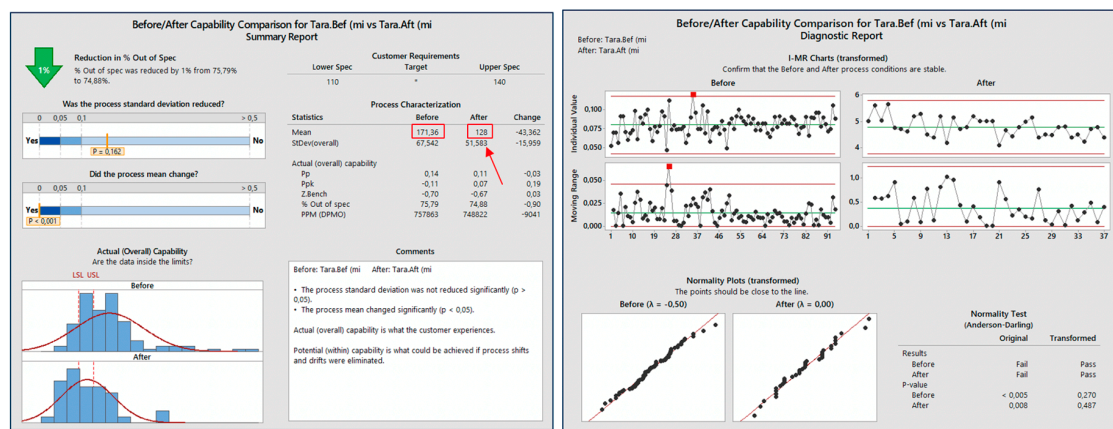 Before/After Capability Comparison for Tara.Bef (mi vs Tara.Aft (mi
Summary Report
1%
Reduction in % Out of Spec
% Out of spec was reduced by 1% from 75,79%
to 74,88%.
Was the process standard deviation reduced?
0 0,05 0,1 > 0,5
Yes No
P = 0,162
Did the process mean change?
0 0,05 0,1 > 0,5
Yes No
P < 0,001
Customer Requirements
Lower Spec Target Upper Spec
110 * 140
Process Characterization
Statistics Before After Change
Mean 171,36 128 -43,362
StDev(overall) 67,542 51,583 -15,959
Actual (overall) capability
Pp 0,14 0,11 -0,03
Ppk -0,11 0,07 0,19
Z.Bench -0,70 -0,67 0,03
% Out of spec 75,79 74,88 -0,90
PPM (DPMO) 757863 748822 -9041
Actual (Overall) Capability
Are the data inside the limits?
LSL USL
Before
After
Comments
Before: Tara.Bef (mi After: Tara.Aft (mi
• The process standard deviation was not reduced significantly (p >
0,05).
• The process mean changed significantly (p < 0,05).
Actual (overall) capability is what the customer experiences.
Potential (within) capability is what could be achieved if process shifts
and drifts were eliminated.
Before/After Capability Comparison for Tara.Bef (mi vs Tara.Aft (mi
Diagnostic Report
Before: Tara.Bef (mi
After: Tara.Aft (mi
I-MR Charts (transformed)
Confirm that the Before and After process conditions are stable.
Before After
Individual Value
0,100
0,075
0,050
6
5
4
Moving Range
0,050
0,025
0,000
1,0
0,5
0,0
1 10 19 28 37 46 55 64 73 82 91
1 5 9 13 17 21 25 29 33 37
Normality Plots (transformed)
The points should be close to the line.
Before (λ = -0,50) After (λ = 0,00)
Normality Test
(Anderson-Darling)
Original Transformed
Results
Before Fail Pass
After Fail Pass
P-value
Before < 0,005 0,270
After 0,008 0,487